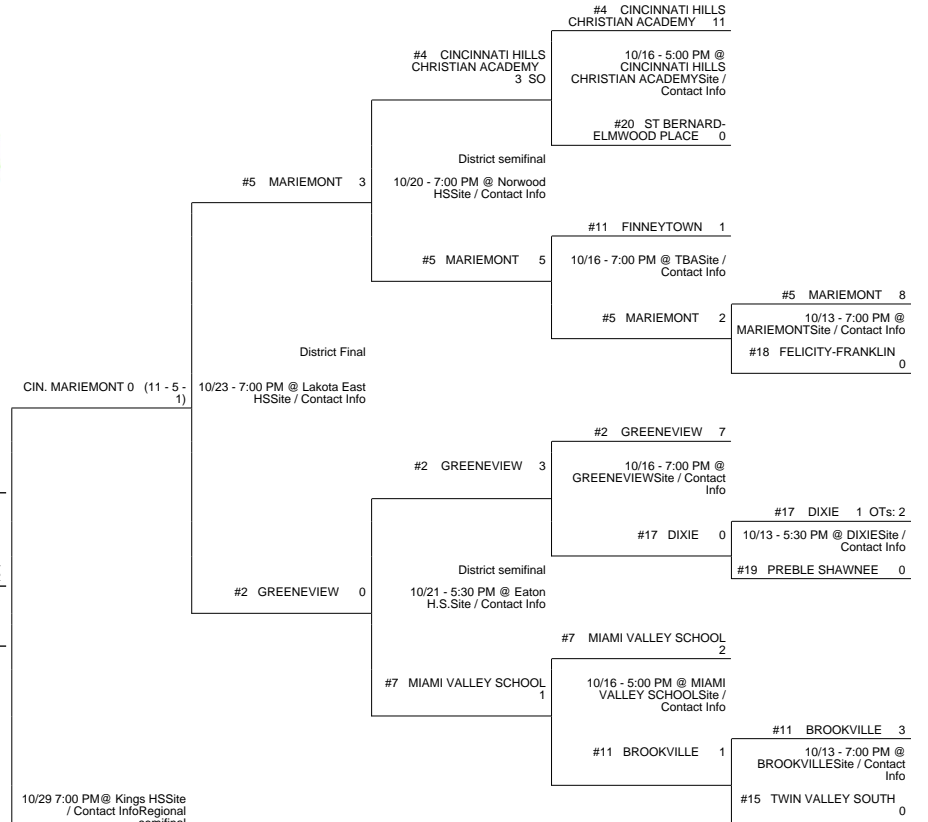 #4 CINCINNATI HILLS
CHRISTIAN ACADEMY 11
10/16 - 5:00 PM @
CINCINNATI HILLS
CHRISTIAN ACADEMYSite /
Contact Info
#20 ST BERNARD-
ELMWOOD PLACE 0
#4 CINCINNATI HILLS
CHRISTIAN ACADEMY
3 SO
District semifinal
10/20 - 7:00 PM @ Norwood
HSSite / Contact Info
#5 MARIEMONT 3
#11 FINNEYTOWN 1
10/16 - 7:00 PM @ TBASite /
Contact Info
#5 MARIEMONT 5
#5 MARIEMONT 2
#5 MARIEMONT 8
10/13 - 7:00 PM @
MARIEMONTSite / Contact Info
#18 FELICITY-FRANKLIN
0
District Final
10/23 - 7:00 PM @ Lakota East
HSSite / Contact Info
CIN. MARIEMONT 0 (11 - 5 -
1)
#2 GREENEVIEW 7
10/16 - 7:00 PM @
GREENEVIEWSite / Contact
Info
#2 GREENEVIEW 3
#17 DIXIE 0
#17 DIXIE 1 OTs: 2
10/13 - 5:30 PM @ DIXIESite /
Contact Info
#19 PREBLE SHAWNEE 0
District semifinal
10/21 - 5:30 PM @ Eaton
H.S.Site / Contact Info
#2 GREENEVIEW 0
#7 MIAMI VALLEY SCHOOL
2
10/16 - 5:00 PM @ MIAMI
VALLEY SCHOOLSite /
Contact Info
#7 MIAMI VALLEY SCHOOL
1
#11 BROOKVILLE 1
#11 BROOKVILLE 3
10/13 - 7:00 PM @
BROOKVILLESite / Contact
Info
#15 TWIN VALLEY SOUTH
0
10/29 7:00 PM@ Kings HSSite
/ Contact InfoRegional
semifinal